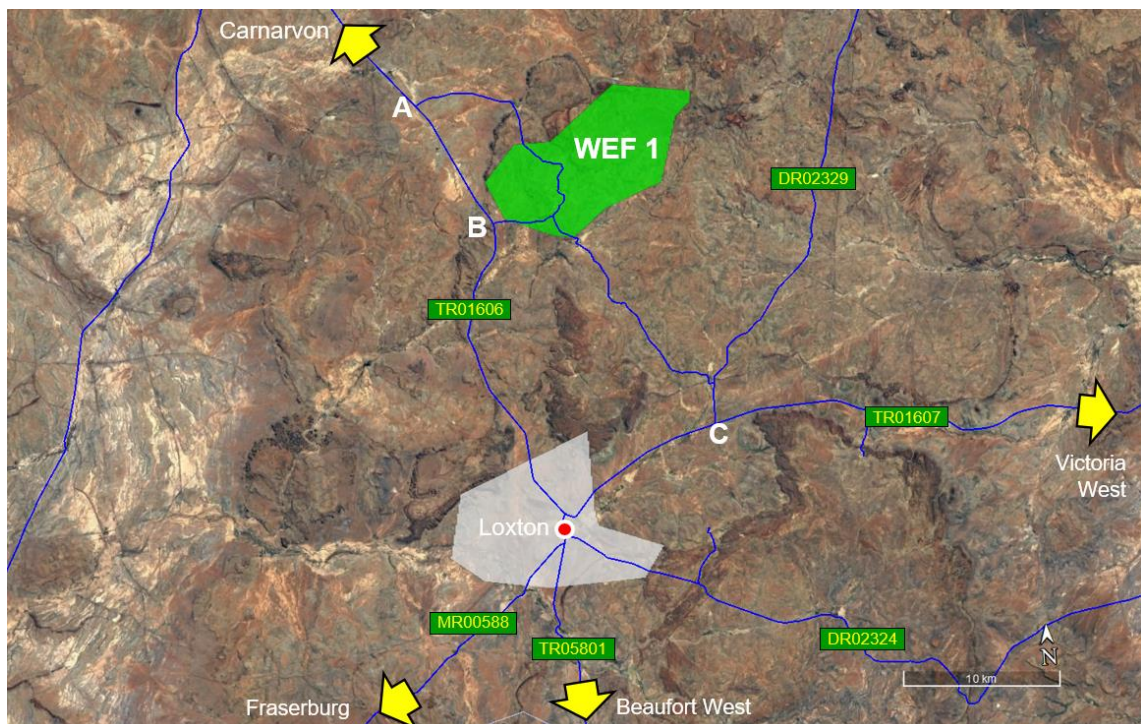 Carnarvon
A
WEF 1
DR02329
B
TR01606
TR01607
C
Victoria
West
Loxton
MR00588
TR05801
DR02324
N
10 km
Fraserburg
Beaufort West